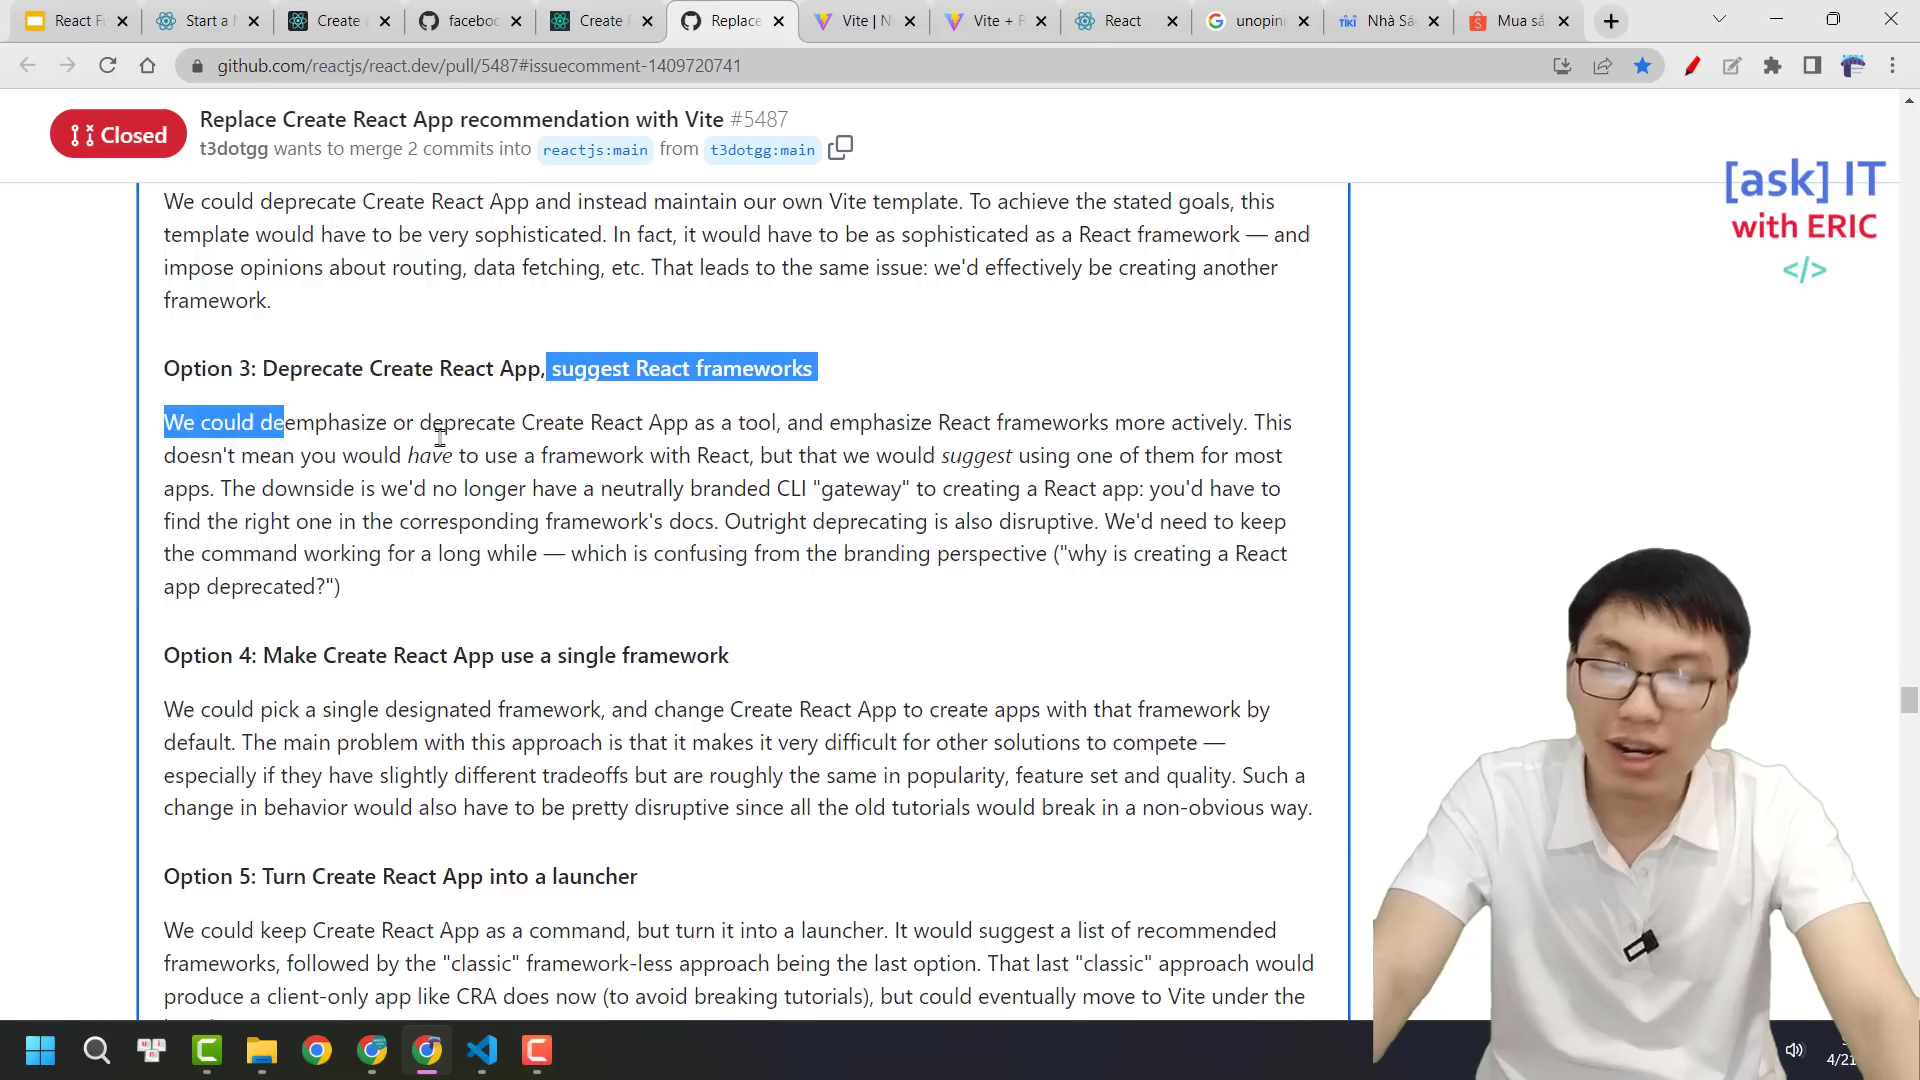 React F
Start a
Create
faceboo
Create
Replace
Vite | N
Vite + R
React
unopini
TiKi Nhà Sá
Mua sắ
github.com/reactjs/react.dev/pull/5487#issuecomment-1409720741
Closed
Replace Create React App recommendation with Vite #5487
t3dotgg wants to merge 2 commits into reactjs:main from t3dotgg:main
[ask] IT
with ERIC
</>
We could deprecate Create React App and instead maintain our own Vite template. To achieve the stated goals, this
template would have to be very sophisticated. In fact, it would have to be as sophisticated as a React framework — and
impose opinions about routing, data fetching, etc. That leads to the same issue: we'd effectively be creating another
framework.
Option 3: Deprecate Create React App, suggest React frameworks
We could deemphasize or deprecate Create React App as a tool, and emphasize React frameworks more actively. This
doesn't mean you would have to use a framework with React, but that we would suggest using one of them for most
apps. The downside is we'd no longer have a neutrally branded CLI "gateway" to creating a React app: you'd have to
find the right one in the corresponding framework's docs. Outright deprecating is also disruptive. We'd need to keep
the command working for a long while — which is confusing from the branding perspective ("why is creating a React
app deprecated?")
Option 4: Make Create React App use a single framework
We could pick a single designated framework, and change Create React App to create apps with that framework by
default. The main problem with this approach is that it makes it very difficult for other solutions to compete —
especially if they have slightly different tradeoffs but are roughly the same in popularity, feature set and quality. Such a
change in behavior would also have to be pretty disruptive since all the old tutorials would break in a non-obvious way.
Option 5: Turn Create React App into a launcher
We could keep Create React App as a command, but turn it into a launcher. It would suggest a list of recommended
frameworks, followed by the "classic" framework-less approach being the last option. That last "classic" approach would
produce a client-only app like CRA does now (to avoid breaking tutorials), but could eventually move to Vite under the
4/21